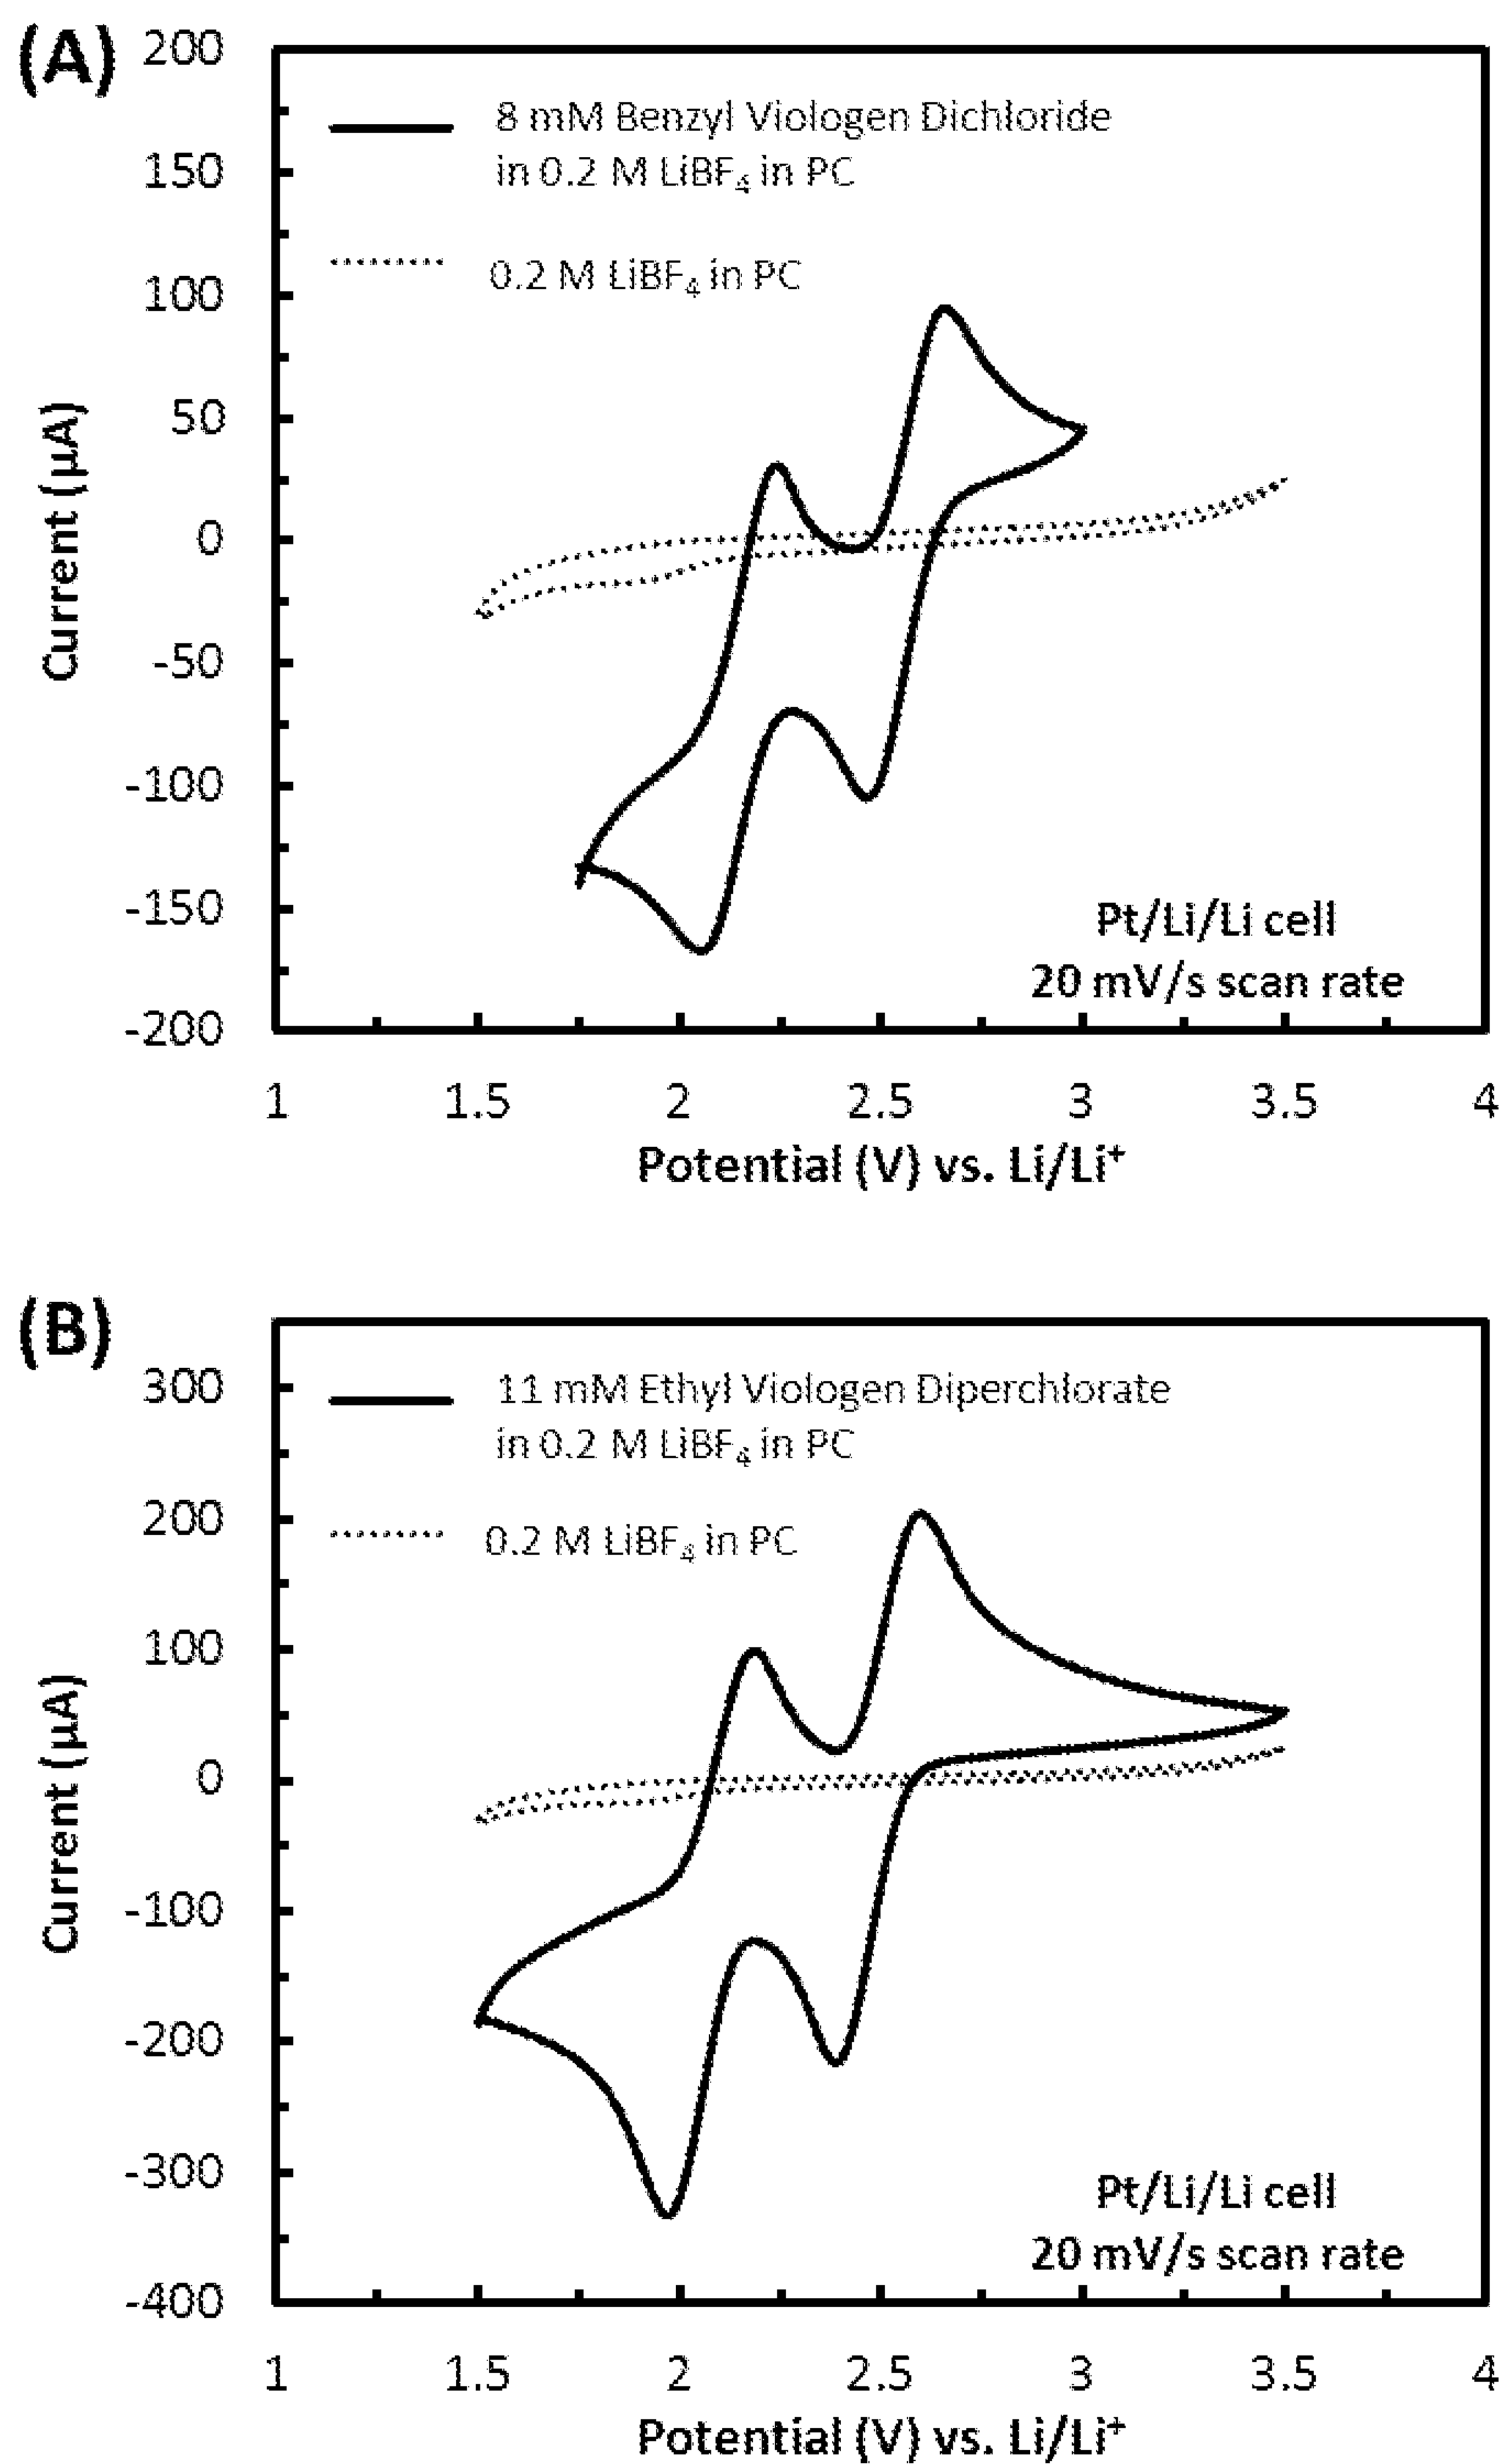 (A)
200
150
100
50
0
-50
-100
-150
-200
Current (µA)
8 mM Benzyl Viologen Dichloride
in 0.2 M LiBF₄ in PC
0.2 M LiBF₄ in PC
Pt/Li/Li cell
20 mV/s scan rate
1 1.5 2 2.5 3 3.5 4
Potential (V) vs. Li/Li⁺
(B)
300
200
100
0
-100
-200
-300
-400
Current (µA)
11 mM Ethyl Viologen Diperchlorate
in 0.2 M LiBF₄ in PC
0.2 M LiBF₄ in PC
Pt/Li/Li cell
20 mV/s scan rate
1 1.5 2 2.5 3 3.5 4
Potential (V) vs. Li/Li⁺